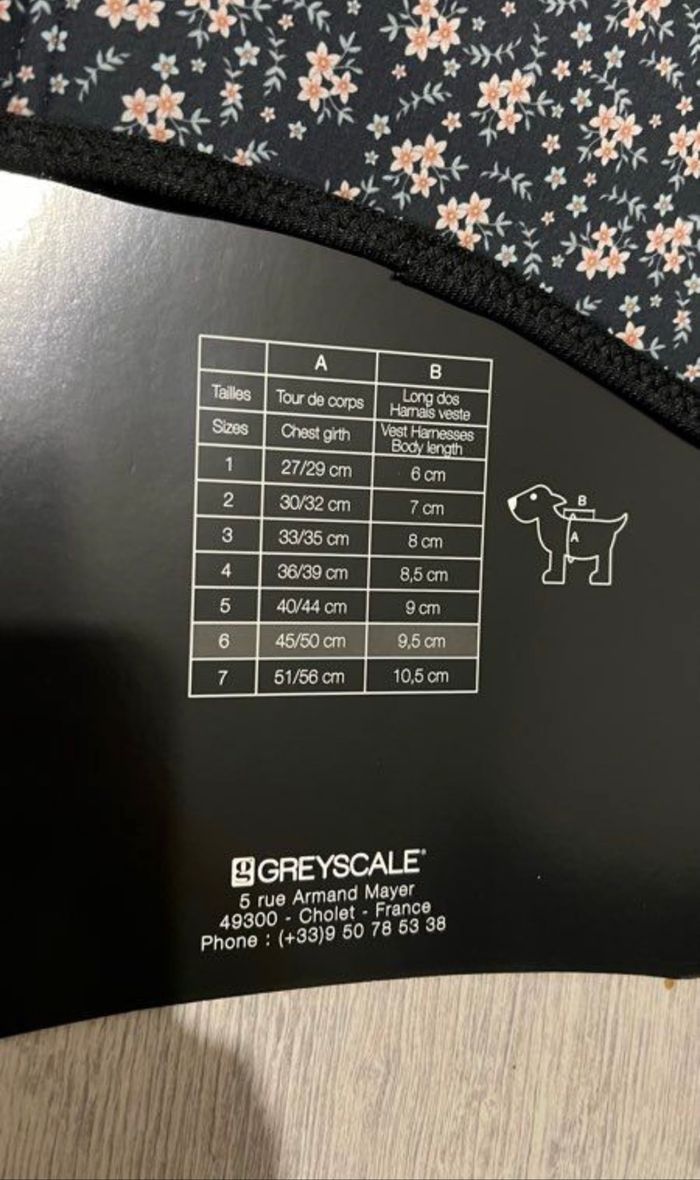 A B
Tailles Tour de corps Long dos
Harnais veste
Sizes Chest girth Vest Harnesses
Body length
1 27/29 cm 6 cm
2 30/32 cm 7 cm
3 33/35 cm 8 cm
4 36/39 cm 8,5 cm
5 40/44 cm 9 cm
6 45/50 cm 9,5 cm
7 51/56 cm 10,5 cm
B
A
GREYSCALE®
5 rue Armand Mayer
49300 - Cholet - France
Phone : (+33)9 50 78 53 38